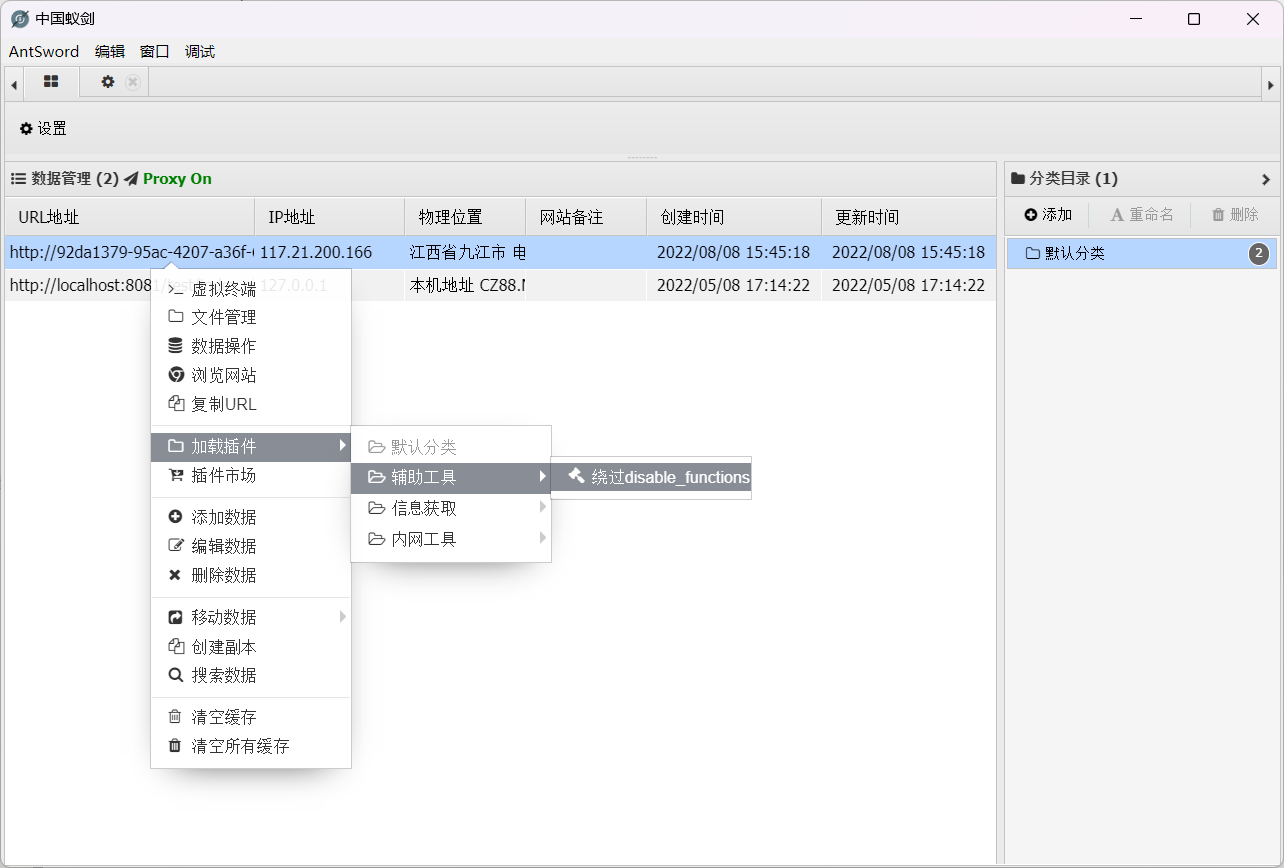 中国蚁剑
AntSword 编辑 窗口 调试
设置
数据管理 (2) Proxy On
分类目录 (1)
URL地址 IP地址 物理位置 网站备注 创建时间 更新时间
添加 重命名 删除
http://92da1379-95ac-4207-a36f- 117.21.200.166 江西省九江市 电 2022/08/08 15:45:18 2022/08/08 15:45:18
默认分类 2
http://localhost:8081 127.0.0.1 本机地址 CZ88. 2022/05/08 17:14:22 2022/05/08 17:14:22
虚拟终端
文件管理
数据操作
浏览网站
复制URL
加载插件
插件市场
添加数据
编辑数据
删除数据
移动数据
创建副本
搜索数据
清空缓存
清空所有缓存
默认分类
辅助工具
信息获取
内网工具
绕过disable_functions